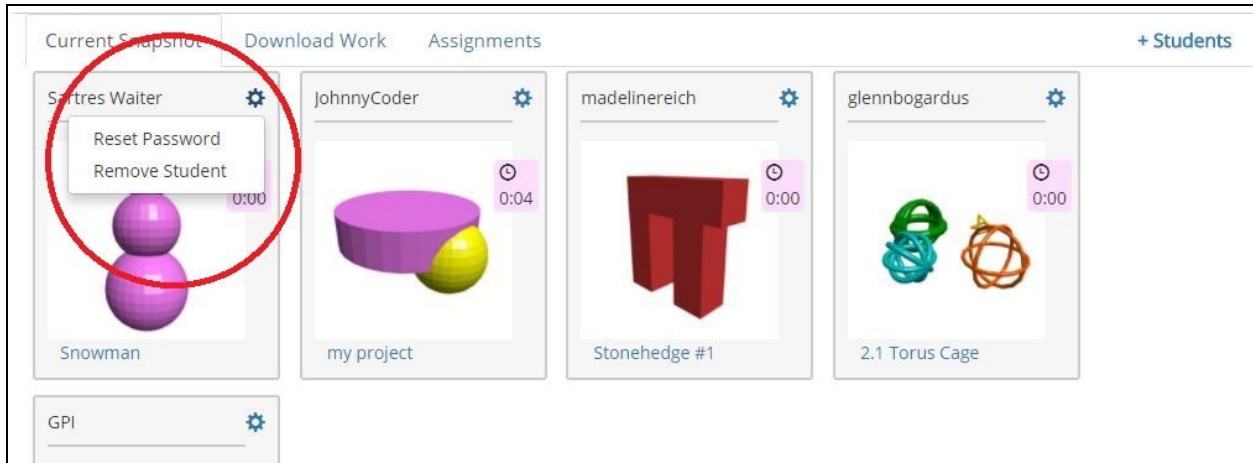 Current Snapshot Download Work Assignments + Students
Sartres Waiter
Reset Password
Remove Student
0:00
Snowman
JohnnyCoder
0:04
my project
madelinereich
0:00
Stonehedge #1
glennbogardus
0:00
2.1 Torus Cage
GPI